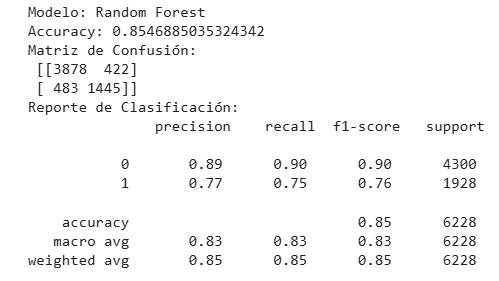 Modelo: Random Forest
Accuracy: 0.8546885035324342
Matriz de Confusión:
[[3878  422]
[ 483 1445]]
Reporte de Clasificación:
precision    recall  f1-score   support
0       0.89      0.90      0.90      4300
1       0.77      0.75      0.76      1928
accuracy                           0.85      6228
macro avg       0.83      0.83      0.83      6228
weighted avg       0.85      0.85      0.85      6228